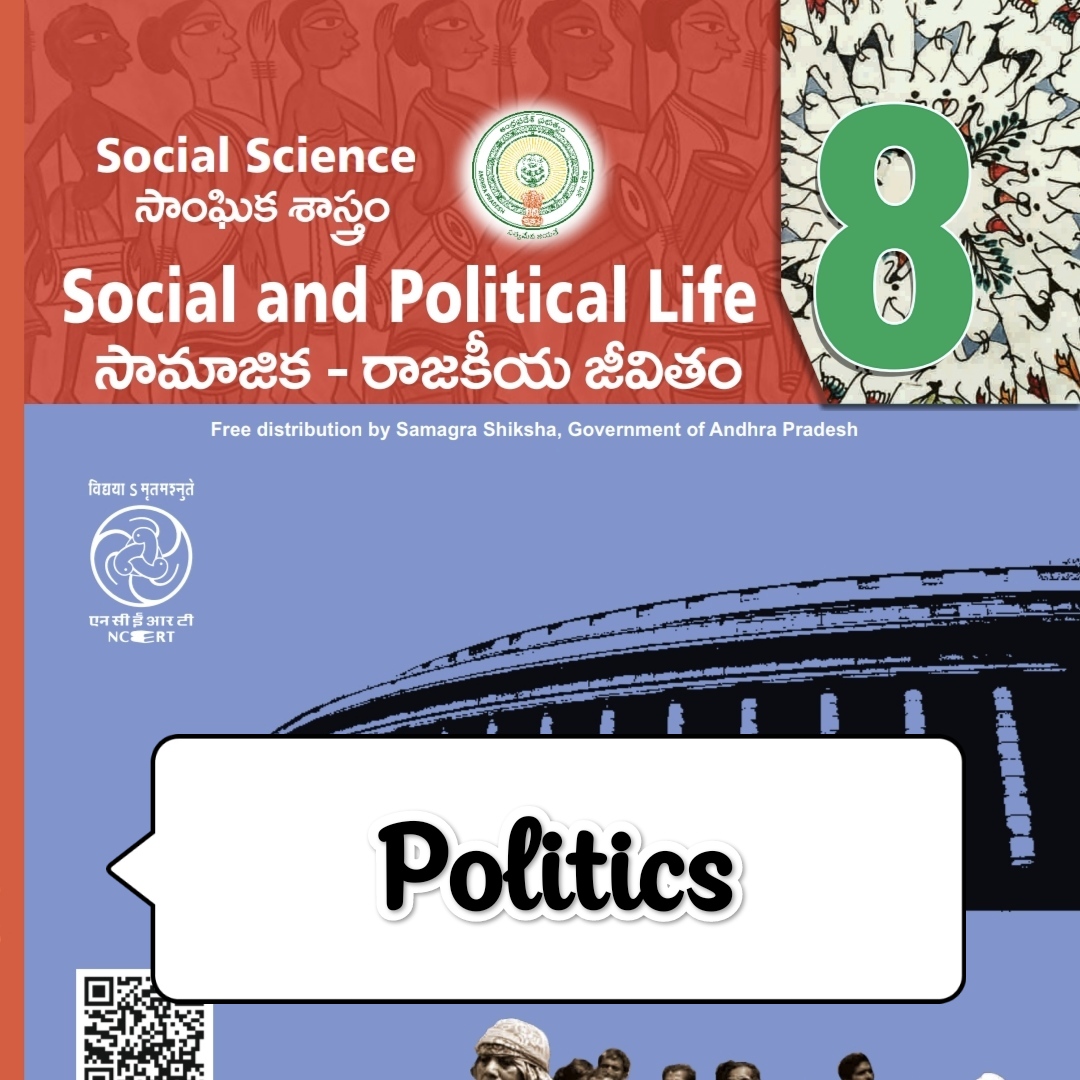 Social Science
సాంఘిక శాస్త్రం
Social and Political Life
సామాజిక - రాజకీయ జీవితం
8
Free distribution by Samagra Shiksha, Government of Andhra Pradesh
विद्यया ऽ मृतमश्नुते
एन सी ई आर टी
NCERT
Politics